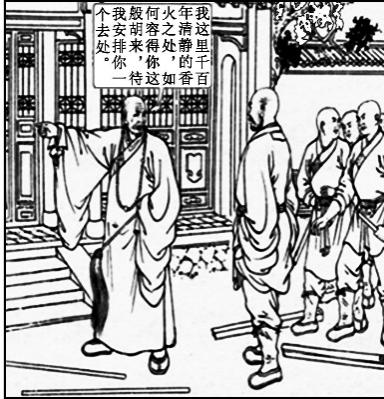 我这里千百
年清静的香
火之处，如
何容得你这
般胡来，待
我安排你一
个去处。